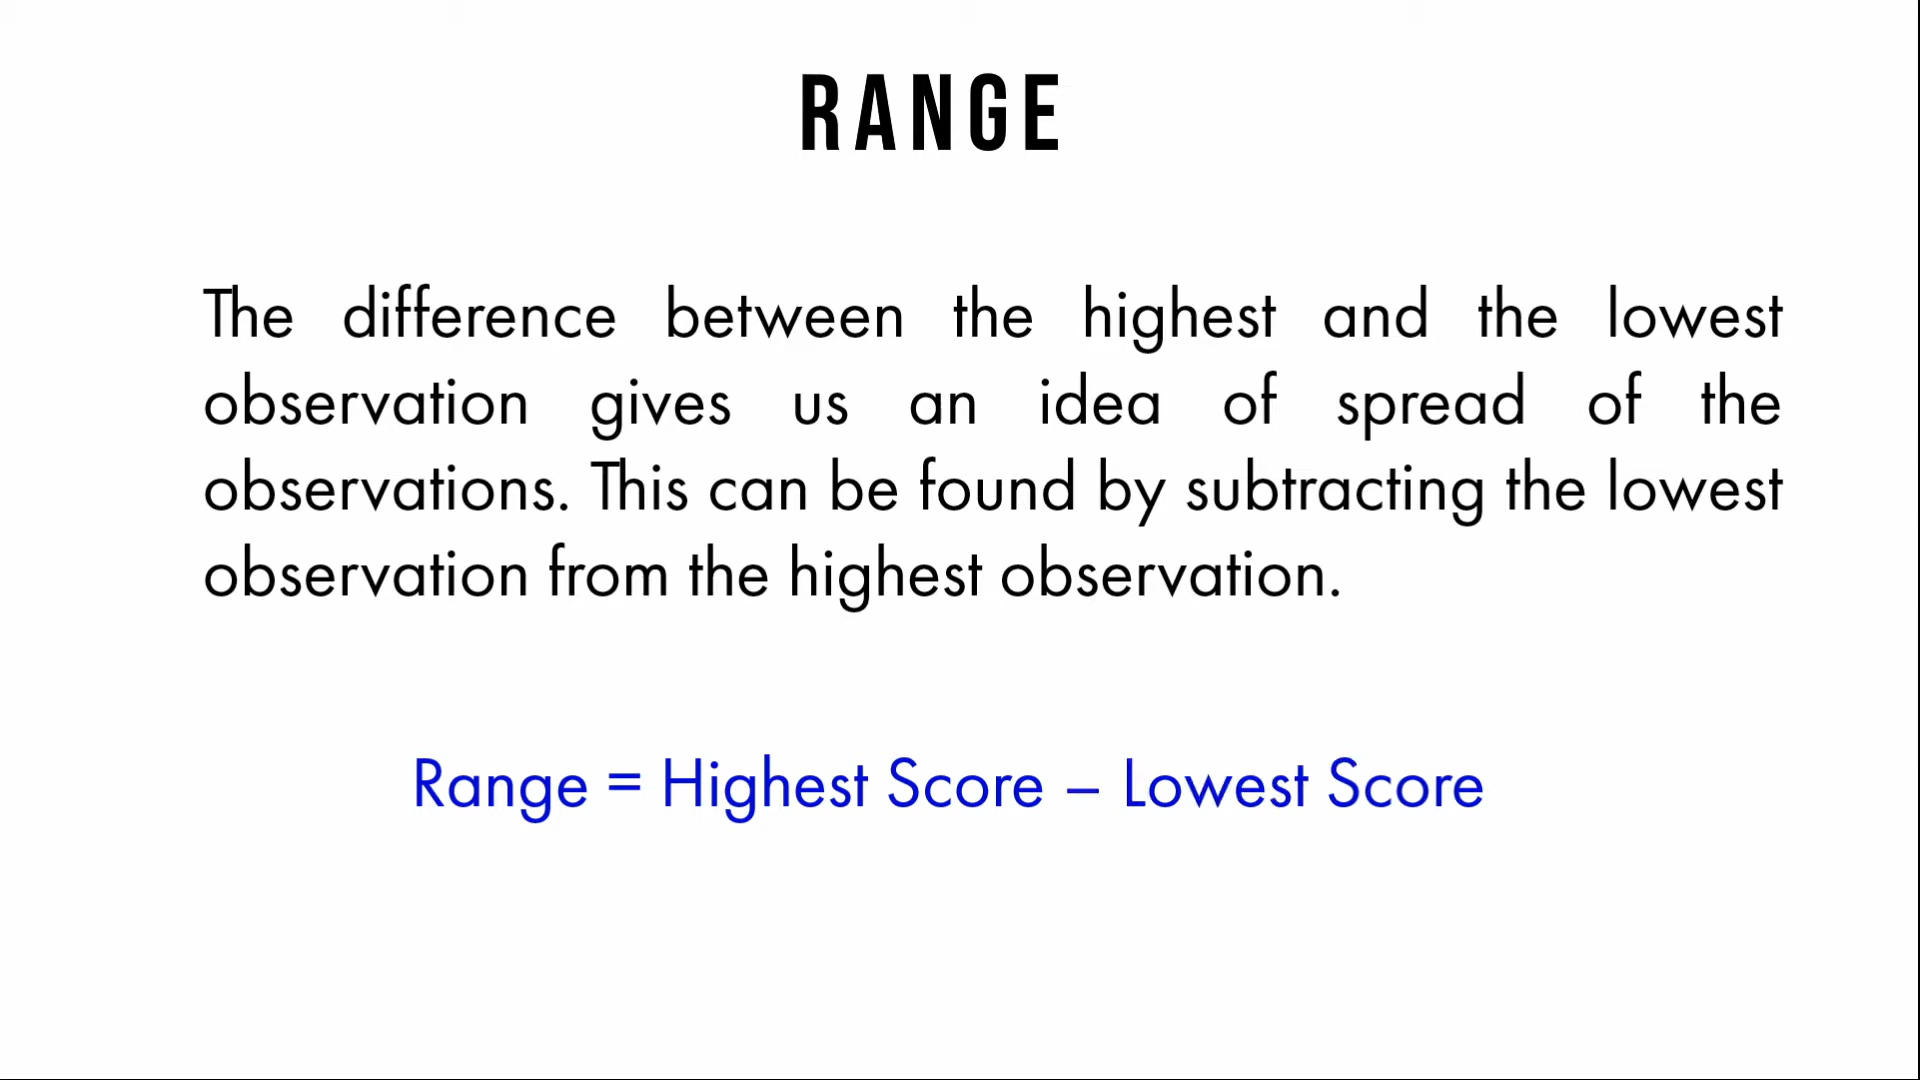 RANGE
The difference between the highest and the lowest
observation gives us an idea of spread of the
observations. This can be found by subtracting the lowest
observation from the highest observation.
Range = Highest Score – Lowest Score